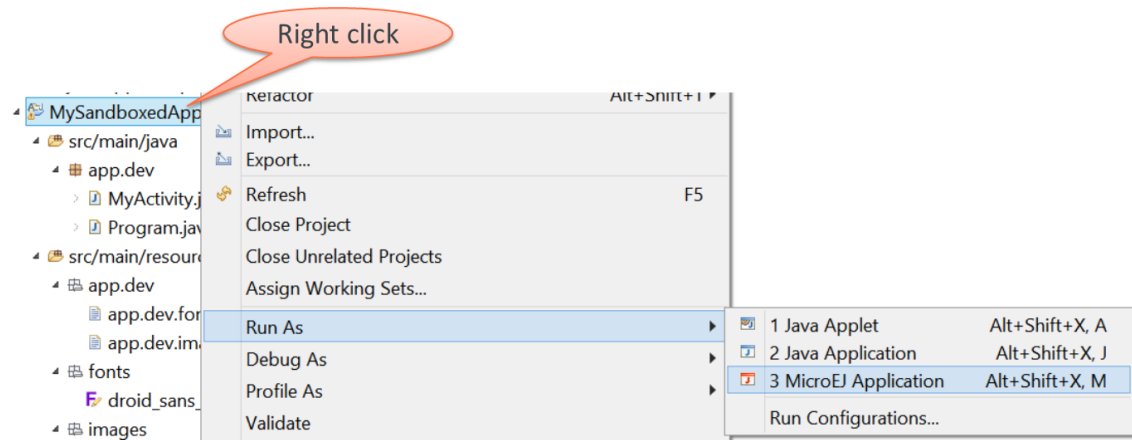 Right click
Refactor Alt+Shift+T
MySandboxedApp
Import...
src/main/java
Export...
app.dev
Refresh F5
MyActivity.j
Close Project
Program.jav
Close Unrelated Projects
src/main/resour
app.dev
Assign Working Sets...
app.dev.for
Run As
1 Java Applet Alt+Shift+X, A
app.dev.ima
2 Java Application Alt+Shift+X, J
Debug As
fonts
3 MicroEJ Application Alt+Shift+X, M
Profile As
droid_sans_
Run Configurations...
Validate
images